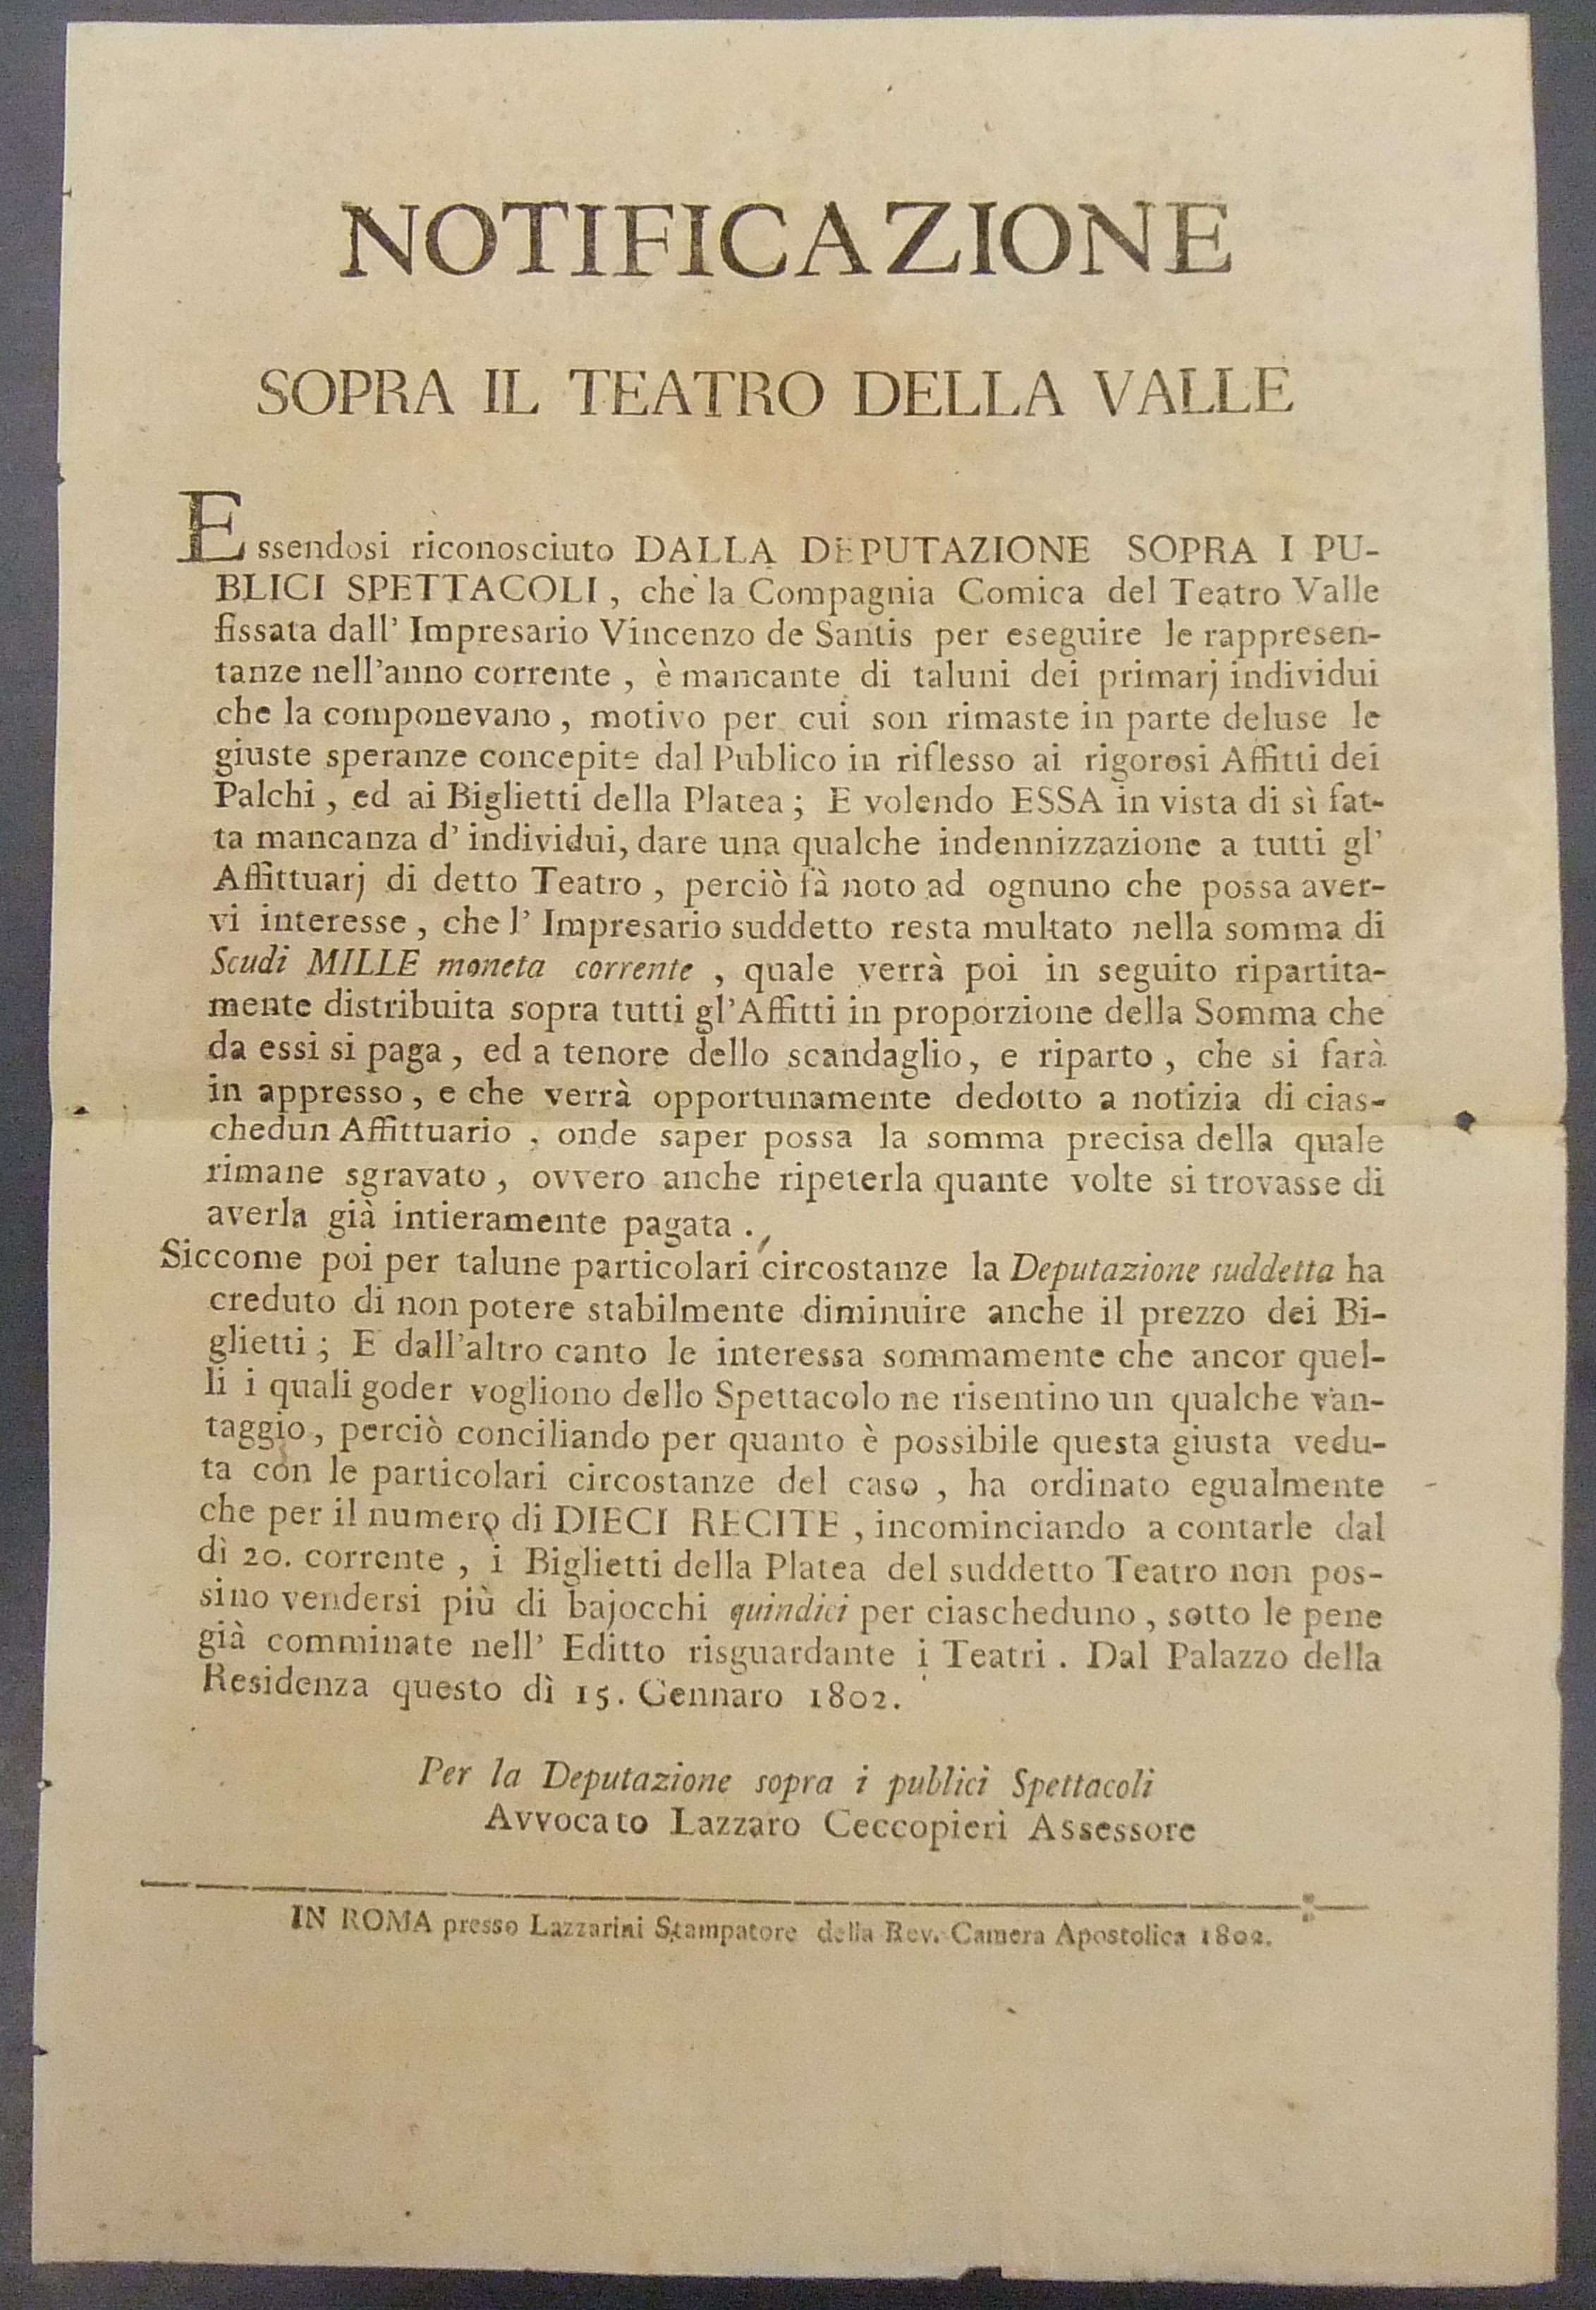 NOTIFICAZIONE
SOPRA IL TEATRO DELLA VALLE
Essendosi riconosciuto DALLA DEPUTAZIONE SOPRA I PU-
BLICI SPETTACOLI, che la Compagnia Comica del Teatro Valle
fissata dall' Impresario Vincenzo de Santis per eseguire le rappresen-
tanze nell'anno corrente, è mancante di taluni dei primarj individui
che la componevano, motivo per cui son rimaste in parte deluse le
giuste speranze concepite dal Publico in riflesso ai rigorosi Affitti dei
Palchi, ed ai Biglietti della Platea; E volendo ESSA in vista di sì fat-
ta mancanza d' individui, dare una qualche indennizzazione a tutti gl'
Affittuarj di detto Teatro, perciò fà noto ad ognuno che possa aver-
vi interesse, che l' Impresario suddetto resta multato nella somma di
Scudi MILLE moneta corrente, quale verrà poi in seguito ripartita-
mente distribuita sopra tutti gl'Affitti in proporzione della Somma che
da essi si paga, ed a tenore dello scandaglio, e riparto, che si farà
in appresso, e che verrà opportunamente dedotto a notizia di cias-
chedun Affittuario, onde saper possa la somma precisa della quale
rimane sgravato, ovvero anche ripeterla quante volte si trovasse di
averla già intieramente pagata.
Siccome poi per talune particolari circostanze la Deputazione suddetta ha
creduto di non potere stabilmente diminuire anche il prezzo dei Bi-
glietti; E dall'altro canto le interessa sommamente che ancor quel-
li i quali goder vogliono dello Spettacolo ne risentino un qualche van-
taggio, perciò conciliando per quanto è possibile questa giusta vedu-
ta con le particolari circostanze del caso, ha ordinato egualmente
che per il numero di DIECI RECITE, incominciando a contarle dal
dì 20. corrente, i Biglietti della Platea del suddetto Teatro non pos-
sino vendersi più di bajocchi quindici per ciascheduno, sotto le pene
già comminate nell' Editto risguardante i Teatri. Dal Palazzo della
Residenza questo dì 15. Gennaro 1802.
Per la Deputazione sopra i publici Spettacoli
Avvocato Lazzaro Ceccopieri Assessore
IN ROMA presso Lazzarini Stampatore della Rev. Camera Apostolica 1802.